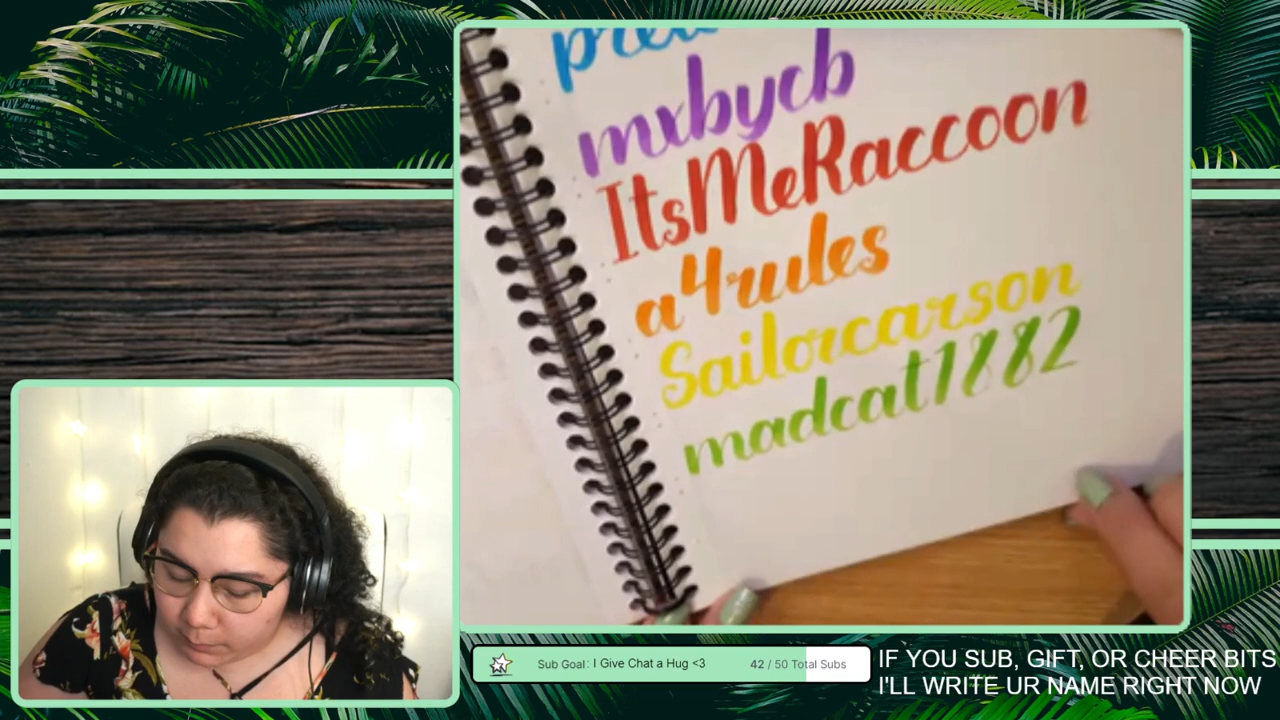 mxbycb
ItsMeRaccoon
a4rules
Sailorcarson
madcat1882
Sub Goal: I Give Chat a Hug <3
42 / 50 Total Subs
IF YOU SUB, GIFT, OR CHEER BITS
I'LL WRITE UR NAME RIGHT NOW